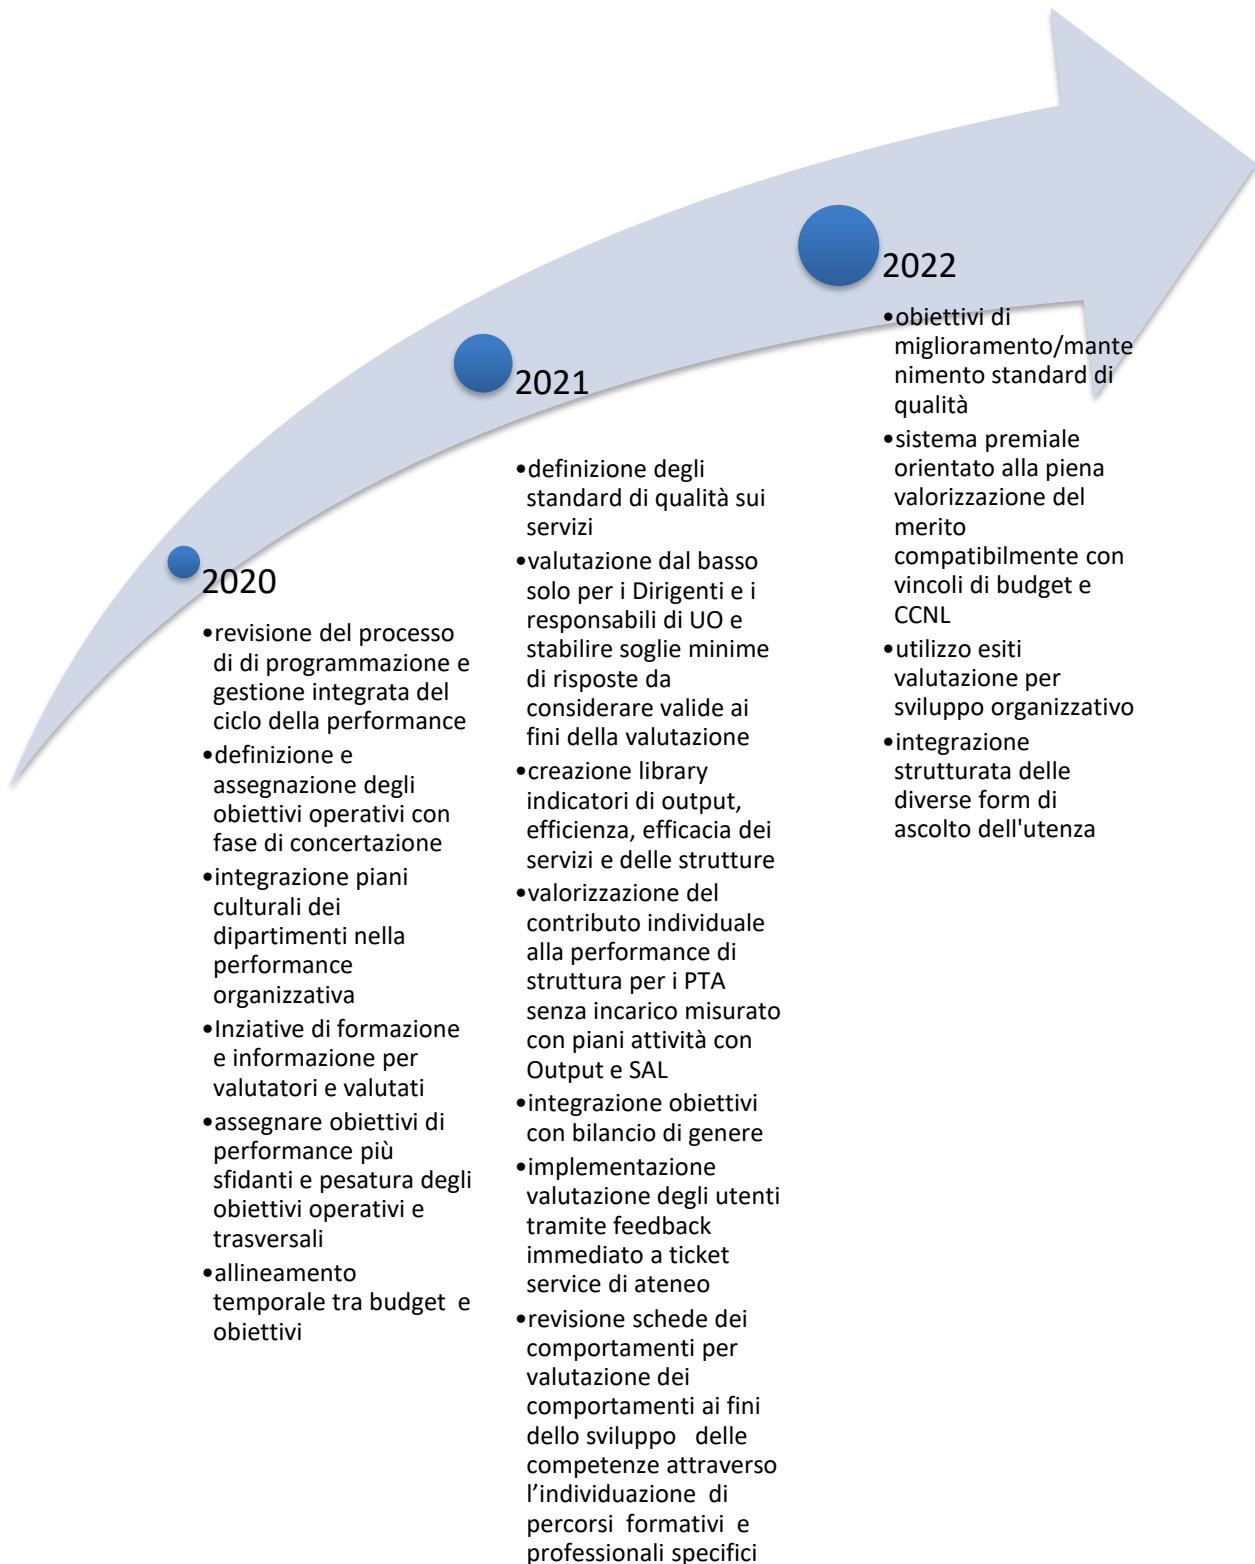 2020
•revisione del processo
di di programmazione e
gestione integrata del
ciclo della performance
•definizione e
assegnazione degli
obiettivi operativi con
fase di concertazione
•integrazione piani
culturali dei
dipartimenti nella
performance
organizzativa
•Inziative di formazione
e informazione per
valutatori e valutati
•assegnare obiettivi di
performance più
sfidanti e pesatura degli
obiettivi operativi e
trasversali
•allineamento
temporale tra budget e
obiettivi
2021
•definizione degli
standard di qualità sui
servizi
•valutazione dal basso
solo per i Dirigenti e i
responsabili di UO e
stabilire soglie minime
di risposte da
considerare valide ai
fini della valutazione
•creazione library
indicatori di output,
efficienza, efficacia dei
servizi e delle strutture
•valorizzazione del
contributo individuale
alla performance di
struttura per i PTA
senza incarico misurato
con piani attività con
Output e SAL
•integrazione obiettivi
con bilancio di genere
•implementazione
valutazione degli utenti
tramite feedback
immediato a ticket
service di ateneo
•revisione schede dei
comportamenti per
valutazione dei
comportamenti ai fini
dello sviluppo delle
competenze attraverso
l’individuazione di
percorsi formativi e
professionali specifici
2022
•obiettivi di
miglioramento/mante
nimento standard di
qualità
•sistema premiale
orientato alla piena
valorizzazione del
merito
compatibilmente con
vincoli di budget e
CCNL
•utilizzo esiti
valutazione per
sviluppo organizzativo
•integrazione
strutturata delle
diverse form di
ascolto dell'utenza